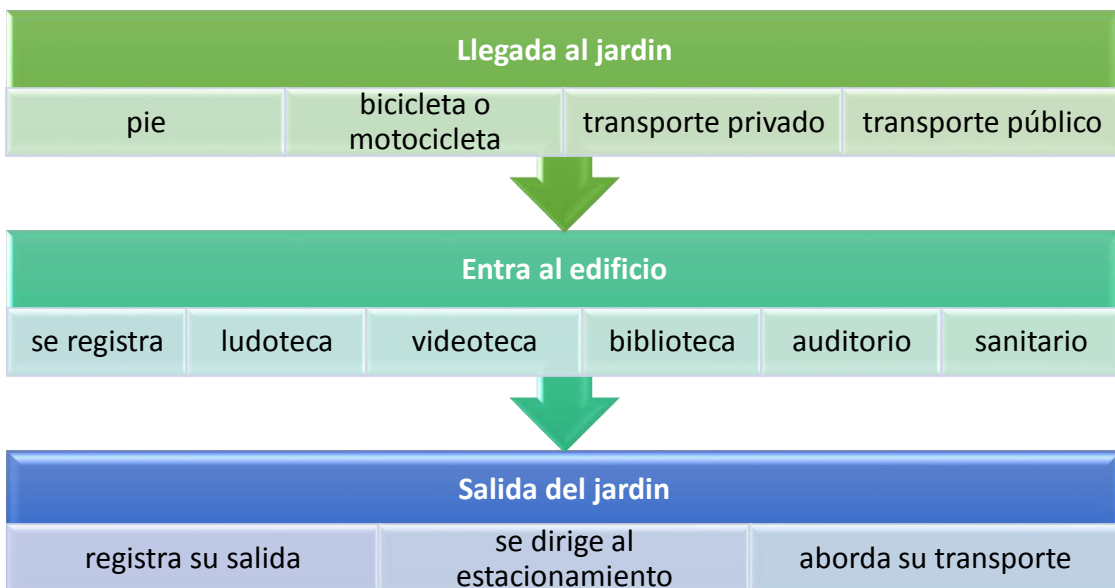 Llegada al jardin
pie
bicicleta o
motocicleta
transporte privado
transporte público
Entra al edificio
se registra
ludoteca
videoteca
biblioteca
auditorio
sanitario
Salida del jardin
registra su salida
se dirige al
estacionamiento
aborda su transporte